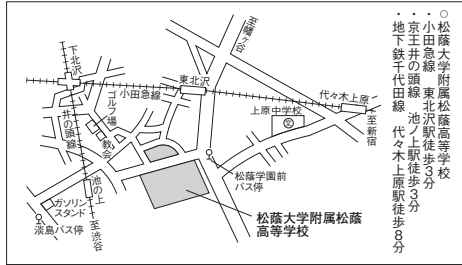 ○松蔭大学附属松蔭高等学校
・小田急線 東北沢駅徒歩3分
・京王井の頭線 池ノ上駅徒歩3分
・地下鉄千代田線 代々木上原駅徒歩8分
至幡ヶ谷
下北沢
東北沢
小田急線
代々木上原
至新宿
上原中学校
文
ゴルフ場
井の頭線
教会
松蔭学園前
バス停
池の上
至渋谷
ガソリン
スタンド
淡島バス停
松蔭大学附属松蔭
高等学校